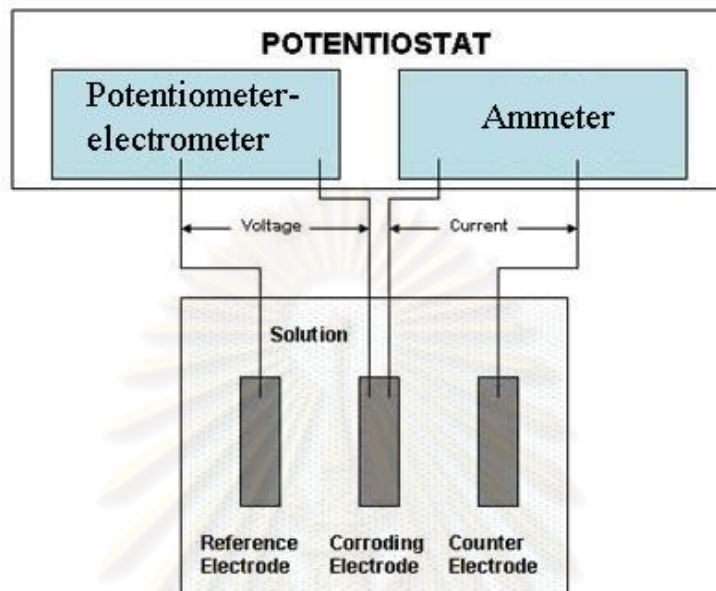 POTENTIOSTAT
Potentiometer-
electrometer
Ammeter
Voltage
Current
Solution
Reference
Electrode
Corroding
Electrode
Counter
Electrode